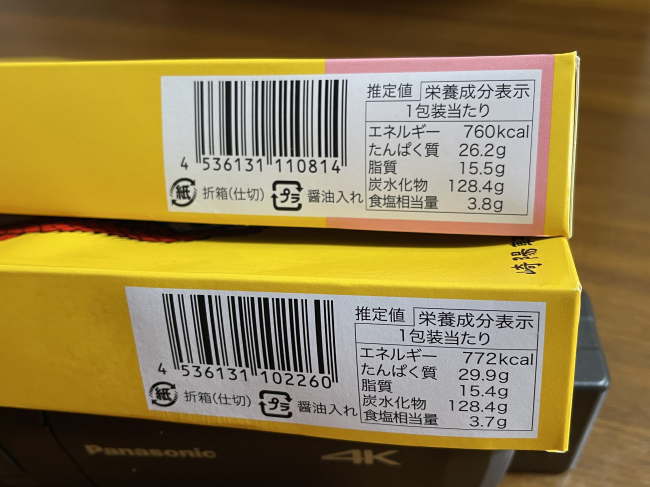 推定値 栄養成分表示
1包装当たり
エネルギー 760kcal
たんぱく質 26.2g
脂質 15.5g
炭水化物 128.4g
食塩相当量 3.8g
4 536131 110814
紙 折箱(仕切) プラ 醤油入れ
崎湯
推定値 栄養成分表示
1包装当たり
エネルギー 772kcal
たんぱく質 29.9g
脂質 15.4g
炭水化物 128.4g
食塩相当量 3.7g
4 536131 102260
紙 折箱(仕切) プラ 醤油入れ
Panasonic 4K